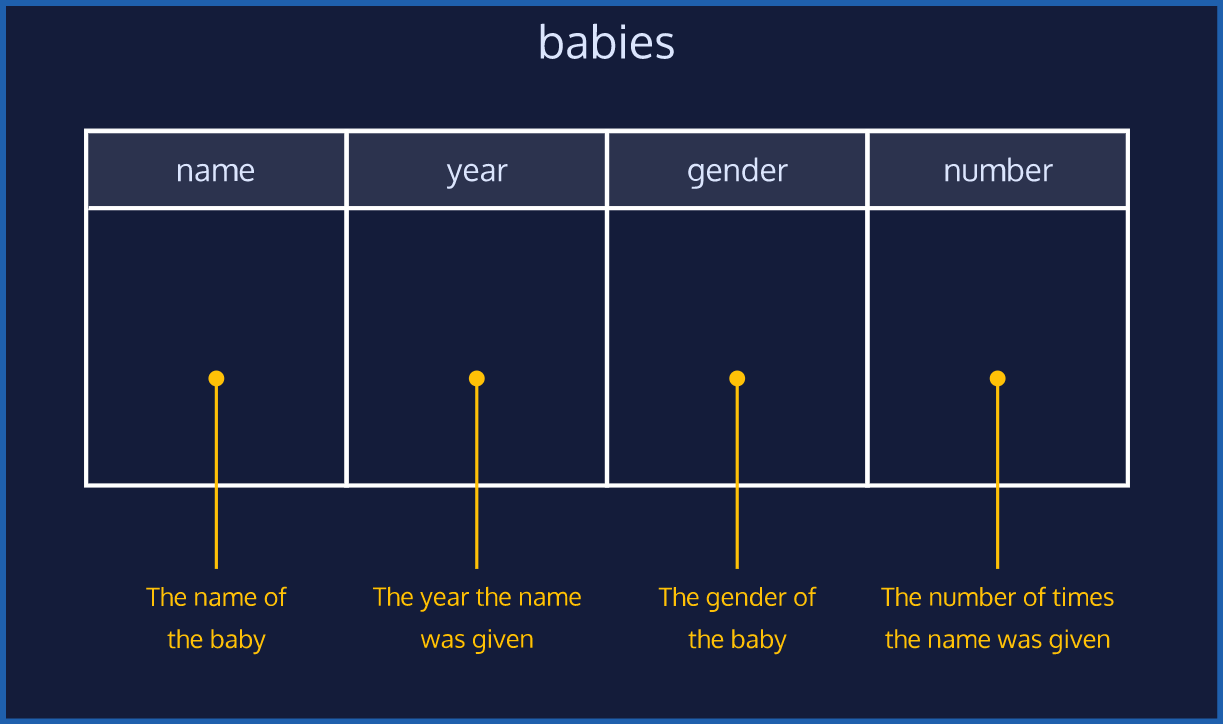 babies
name year gender number
The name of The year the name The gender of The number of times
the baby was given the baby the name was given